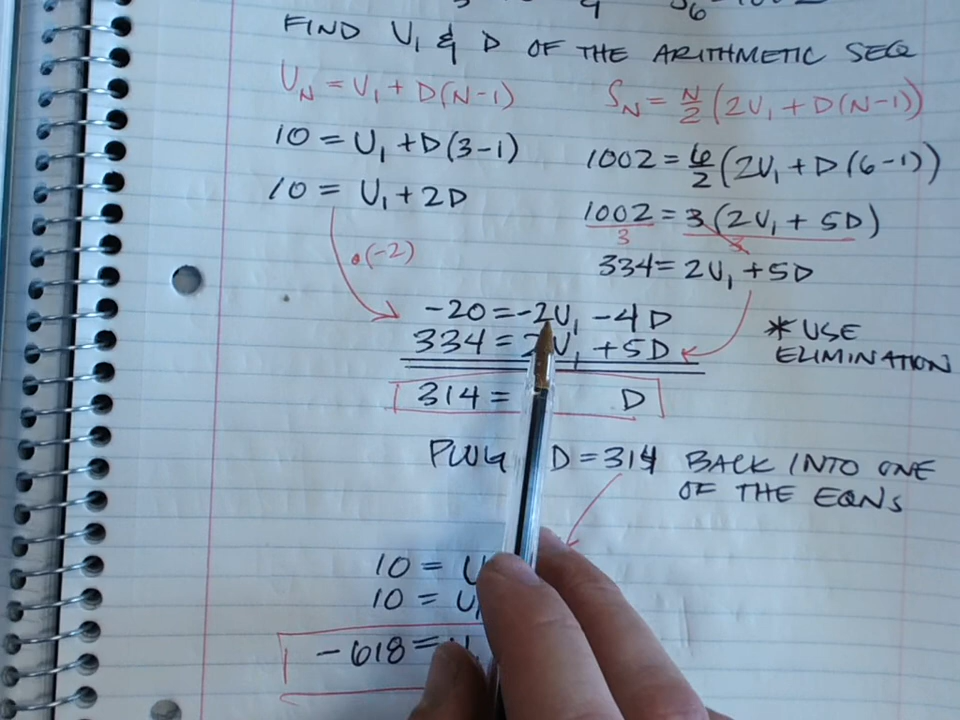 FIND U₁ & D OF THE ARITHMETIC SEQ
Uₙ = U₁ + D(N-1)
Sₙ = N/2 (2U₁ + D(N-1))
10 = U₁ + D(3-1)
1002 = 6/2 (2U₁ + D(6-1))
10 = U₁ + 2D
1002/3 = 3(2U₁ + 5D)/3
•(-2)
334 = 2U₁ + 5D
-20 = -2U₁ - 4D
334 = 2U₁ + 5D
* USE
ELIMINATION
314 = D
PLUG D = 314 BACK INTO ONE
OF THE EQNS
10 = U
10 = U₁
-618 =